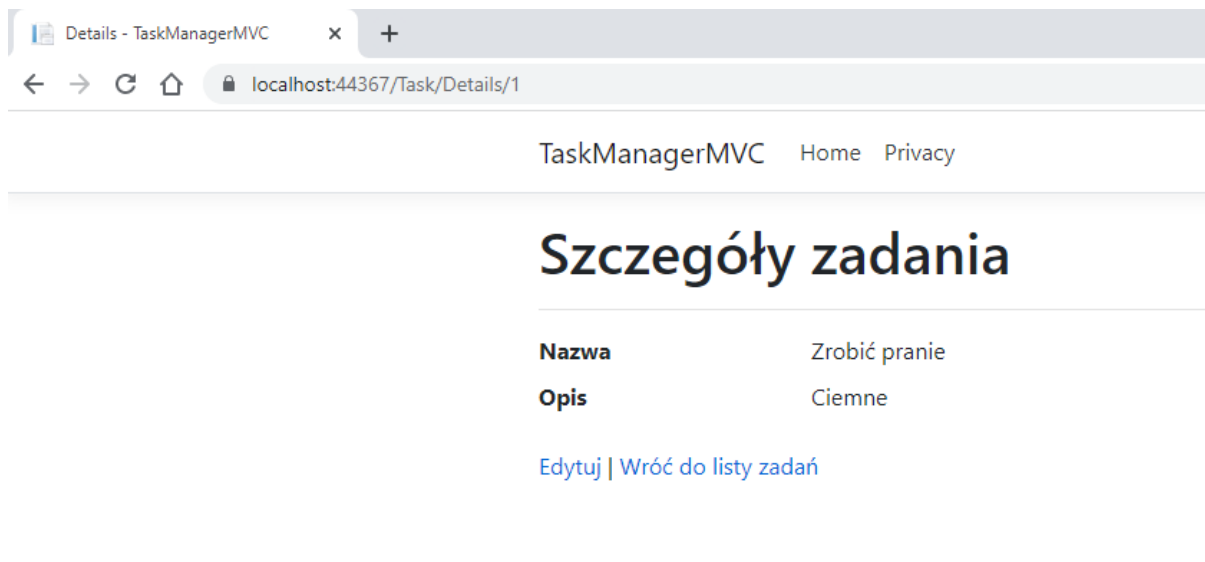 Details - TaskManagerMVC
localhost:44367/Task/Details/1
TaskManagerMVC Home Privacy
Szczegóły zadania
Nazwa Zrobić pranie
Opis Ciemne
Edytuj | Wróć do listy zadań